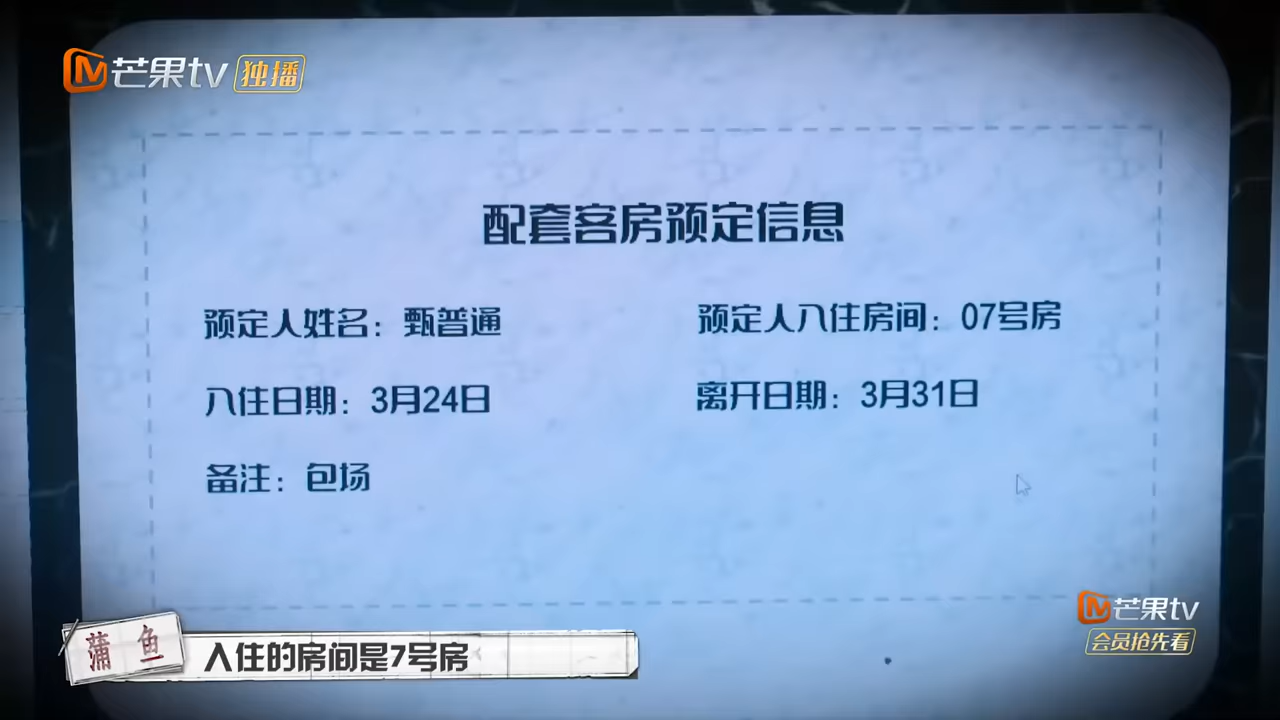 芒果tv 独播
配套客房预定信息
预定人姓名：甄普通
预定人入住房间：07号房
入住日期：3月24日
离开日期：3月31日
备注：包场
芒果tv
会员抢先看
蒲鱼 入住的房间是7号房